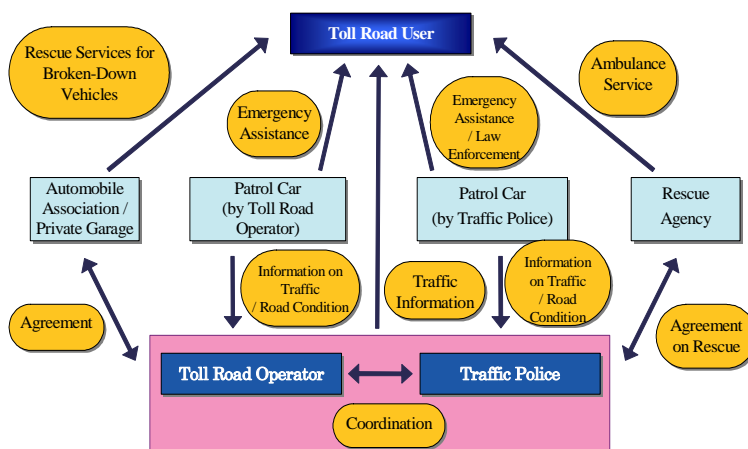 Toll Road User
Rescue Services for
Broken-Down
Vehicles
Ambulance
Service
Emergency
Assistance
Emergency
Assistance
/ Law
Enforcement
Automobile
Association /
Private Garage
Patrol Car
(by Toll Road
Operator)
Patrol Car
(by Traffic Police)
Rescue
Agency
Information on
Traffic
/ Road Condition
Traffic
Information
Information
on Traffic
/ Road
Condition
Agreement
Agreement
on Rescue
Toll Road Operator
Traffic Police
Coordination